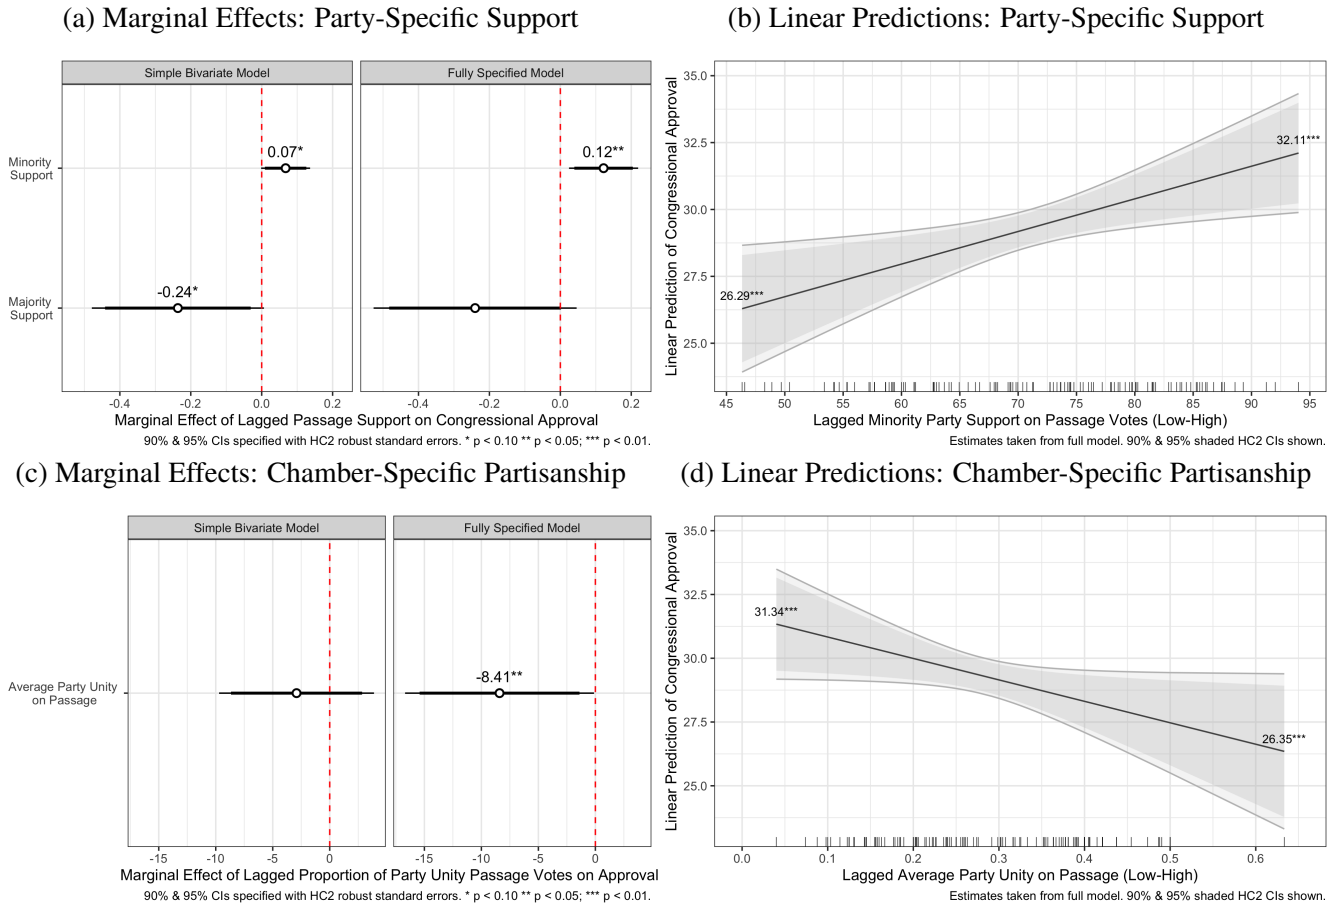 (a) Marginal Effects: Party-Specific Support
Simple Bivariate Model
Fully Specified Model
Minority
Support
0.07*
0.12**
Majority
Support
-0.24*
-0.4 -0.2 0.0 0.2
-0.4 -0.2 0.0 0.2
Marginal Effect of Lagged Passage Support on Congressional Approval
90% & 95% CIs specified with HC2 robust standard errors. * p < 0.10 ** p < 0.05; *** p < 0.01.
(b) Linear Predictions: Party-Specific Support
Linear Prediction of Congressional Approval
35.0
32.5
30.0
27.5
25.0
26.29***
32.11***
45 50 55 60 65 70 75 80 85 90 95
Lagged Minority Party Support on Passage Votes (Low-High)
Estimates taken from full model. 90% & 95% shaded HC2 CIs shown.
(c) Marginal Effects: Chamber-Specific Partisanship
Simple Bivariate Model
Fully Specified Model
Average Party Unity
on Passage
-8.41**
-15 -10 -5 0
-15 -10 -5 0
Marginal Effect of Lagged Proportion of Party Unity Passage Votes on Approval
90% & 95% CIs specified with HC2 robust standard errors. * p < 0.10 ** p < 0.05; *** p < 0.01.
(d) Linear Predictions: Chamber-Specific Partisanship
Linear Prediction of Congressional Approval
35.0
32.5
30.0
27.5
25.0
31.34***
26.35***
0.0 0.1 0.2 0.3 0.4 0.5 0.6
Lagged Average Party Unity on Passage (Low-High)
Estimates taken from full model. 90% & 95% shaded HC2 CIs shown.